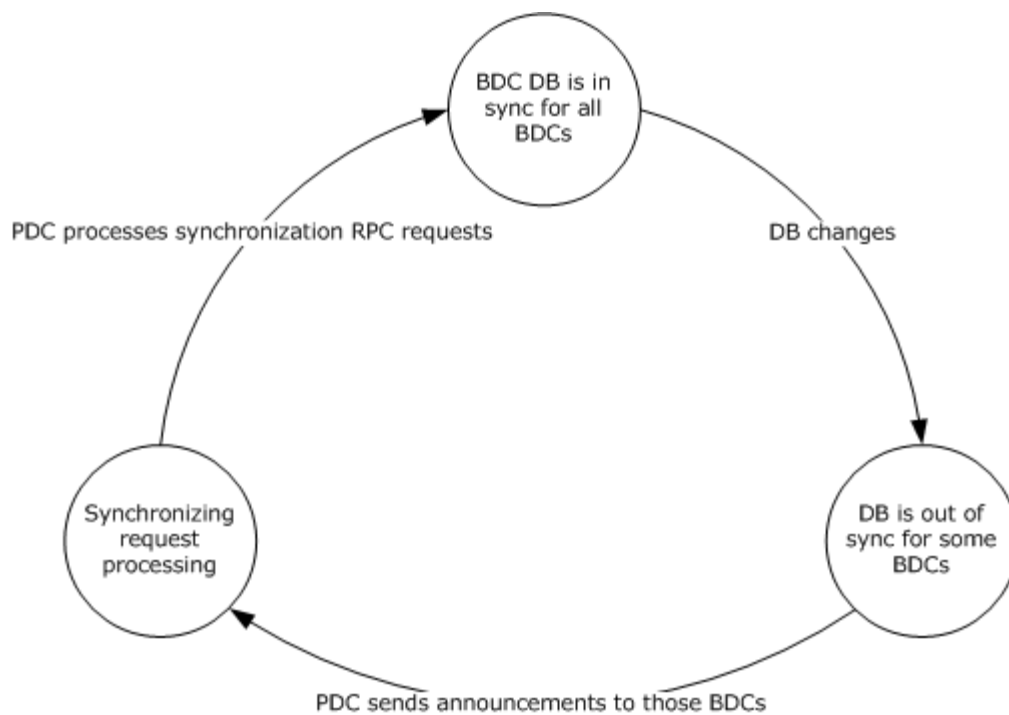 BDC DB is in
sync for all
BDCs
PDC processes synchronization RPC requests
DB changes
Synchronizing
request
processing
DB is out of
sync for some
BDCs
PDC sends announcements to those BDCs